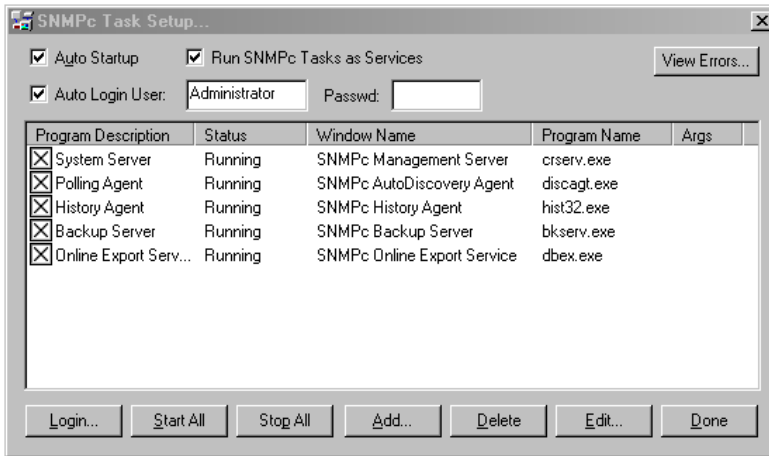 SNMPc Task Setup...
Auto Startup Run SNMPc Tasks as Services View Errors...
Auto Login User: Administrator Passwd:
Program Description Status Window Name Program Name Args
System Server Running SNMPc Management Server crserv.exe
Polling Agent Running SNMPc AutoDiscovery Agent discagt.exe
History Agent Running SNMPc History Agent hist32.exe
Backup Server Running SNMPc Backup Server bkserv.exe
Online Export Serv... Running SNMPc Online Export Service dbex.exe
Login... Start All Stop All Add... Delete Edit... Done